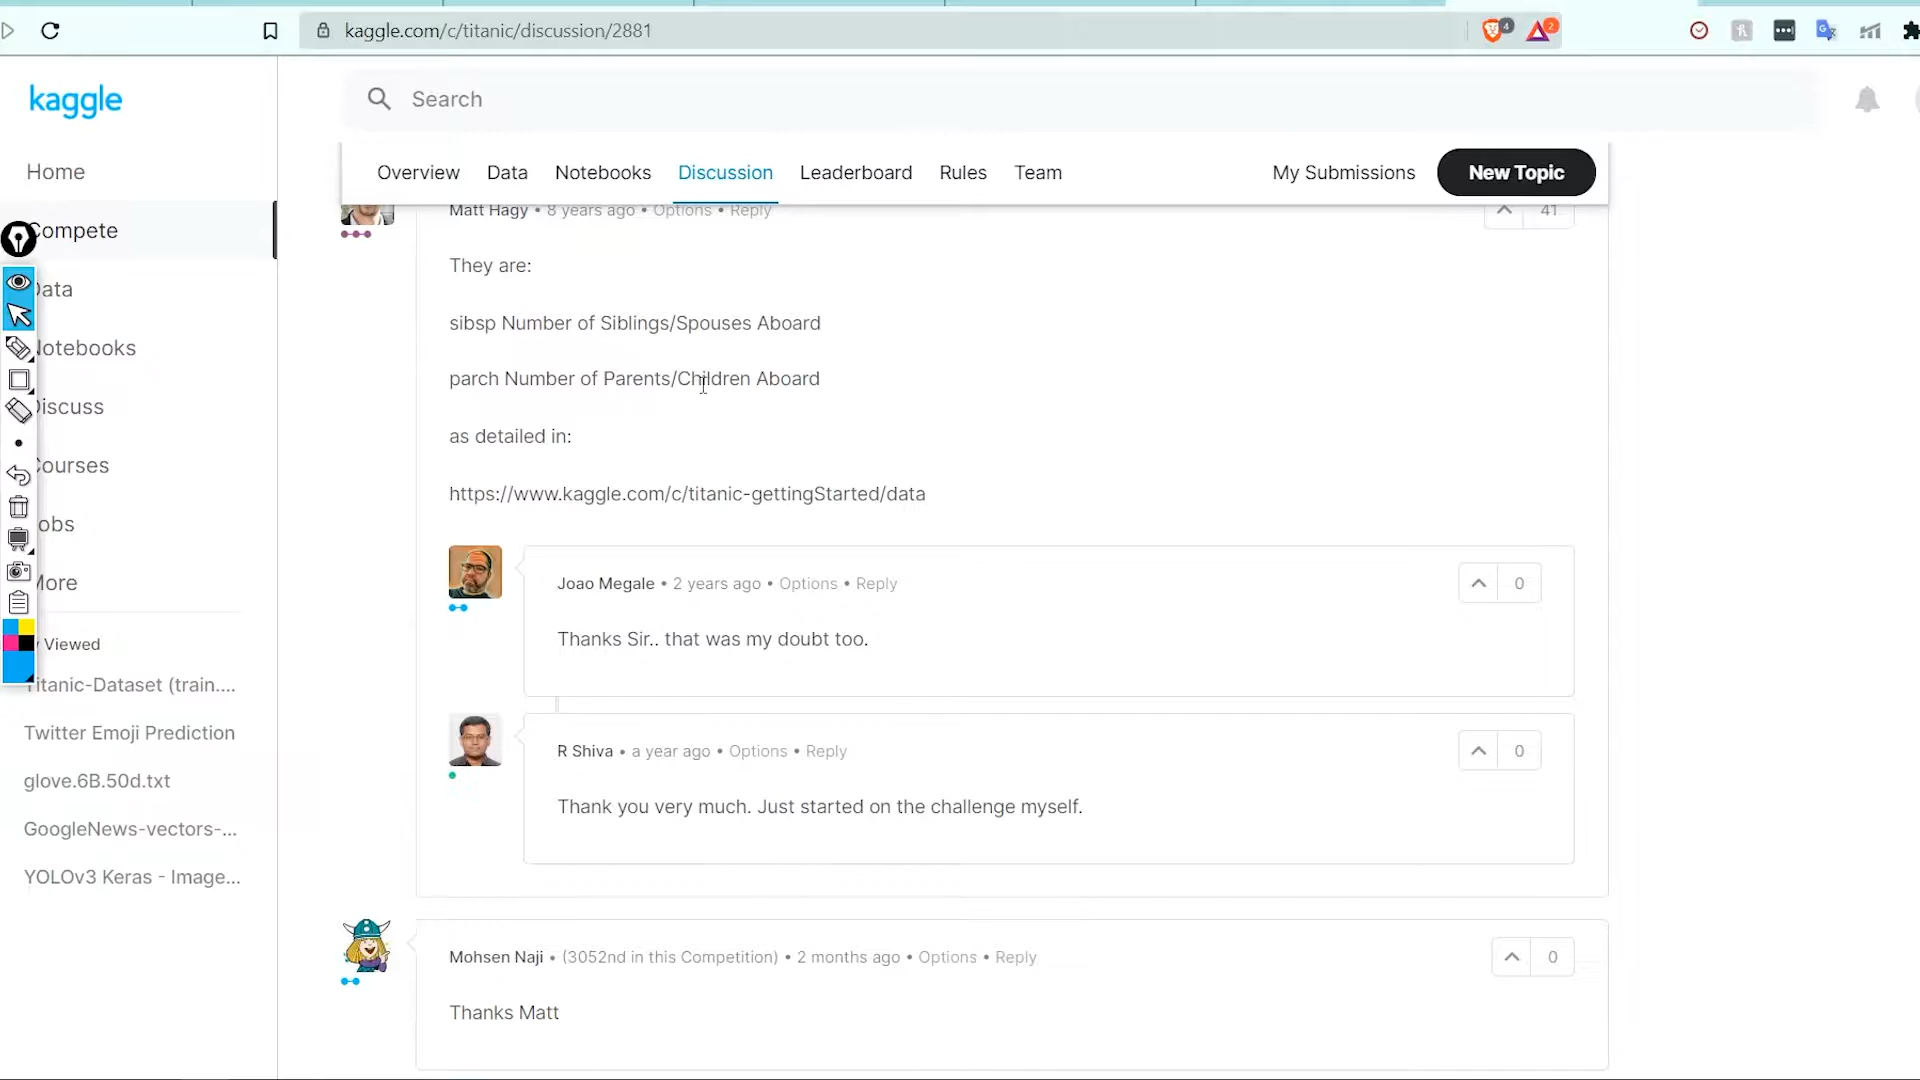 kaggle.com/c/titanic/discussion/2881
4
2
kaggle
Search
Home
Compete
Data
Notebooks
Discuss
Courses
Jobs
More
Viewed
Titanic-Dataset (train....
Twitter Emoji Prediction
glove.6B.50d.txt
GoogleNews-vectors-...
YOLOv3 Keras - Image...
Overview Data Notebooks Discussion Leaderboard Rules Team My Submissions New Topic
Matt Hagy • 8 years ago • Options • Reply
41
They are:
sibsp Number of Siblings/Spouses Aboard
parch Number of Parents/Children Aboard
as detailed in:
https://www.kaggle.com/c/titanic-gettingStarted/data
Joao Megale • 2 years ago • Options • Reply
0
Thanks Sir.. that was my doubt too.
R Shiva • a year ago • Options • Reply
0
Thank you very much. Just started on the challenge myself.
Mohsen Naji • (3052nd in this Competition) • 2 months ago • Options • Reply
0
Thanks Matt